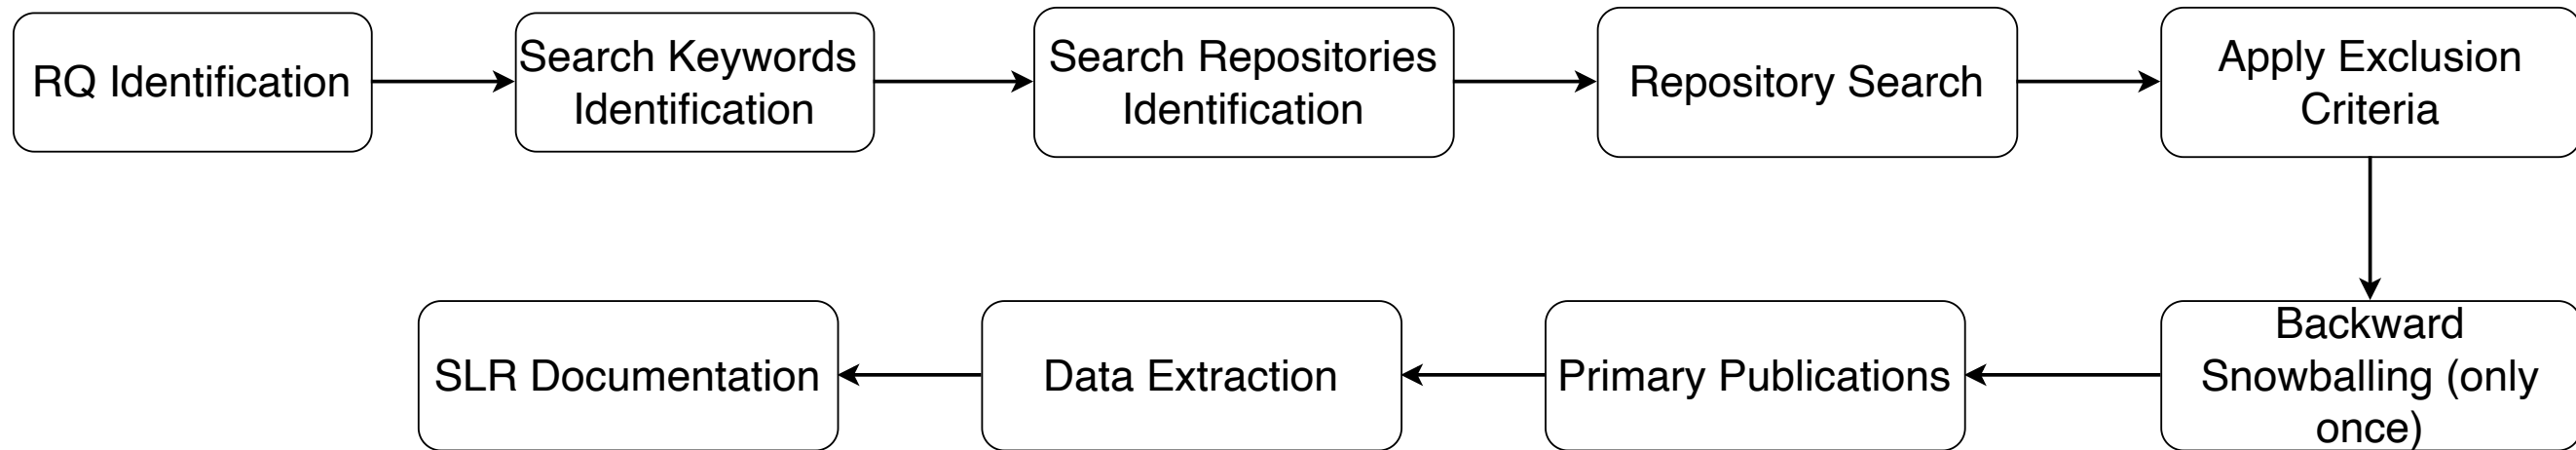 RQ Identification
Search Keywords
Identification
Search Repositories
Identification
Repository Search
Apply Exclusion
Criteria
Backward
Snowballing (only
once)
Primary Publications
Data Extraction
SLR Documentation